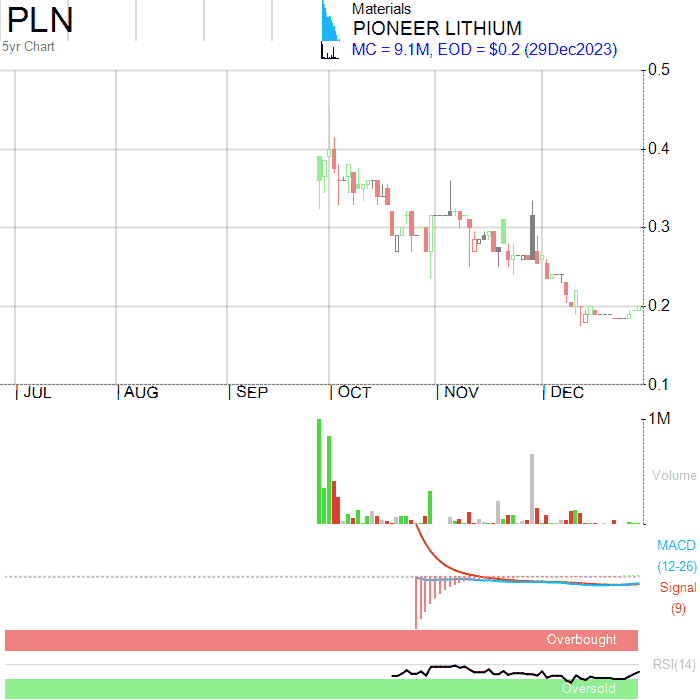 PLN
Materials
PIONEER LITHIUM
5yr Chart
MC = 9.1M, EOD = $0.2 (29Dec2023)
0.5
0.4
0.3
0.2
0.1
JUL AUG SEP OCT NOV DEC
1M
Volume
MACD
(12-26)
Signal
(9)
Overbought
RSI(14)
Oversold